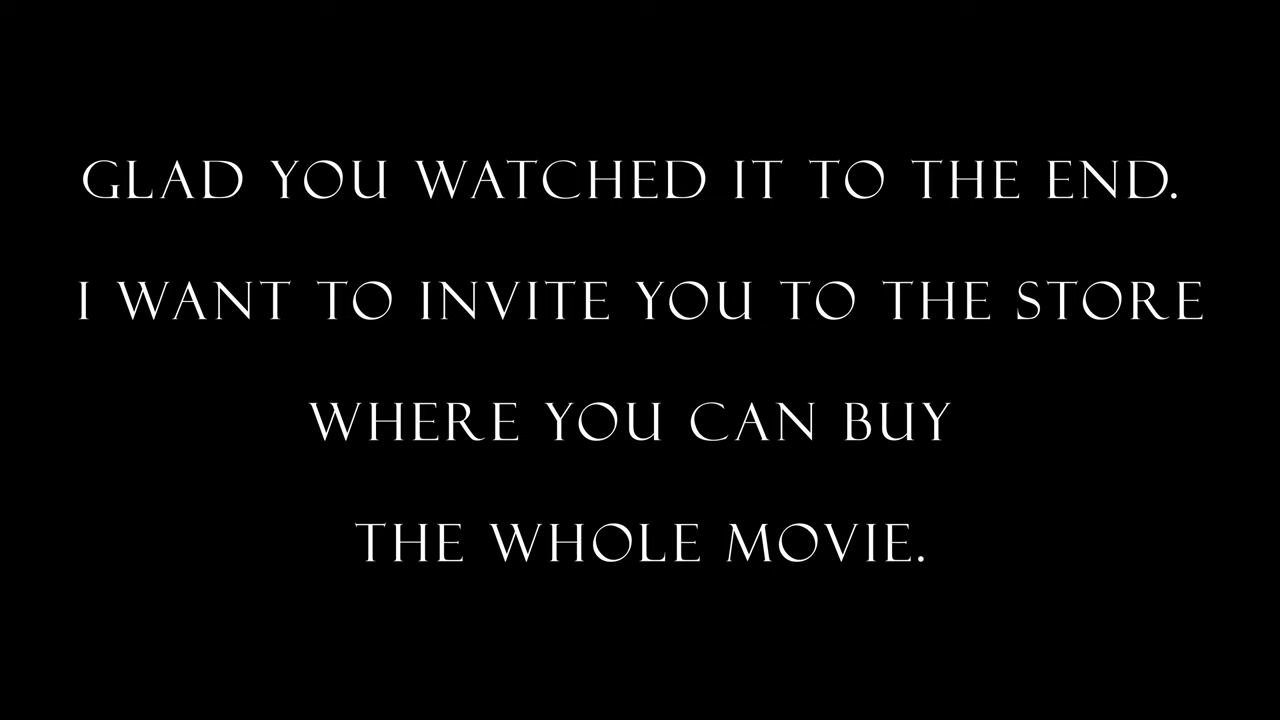 GLAD YOU WATCHED IT TO THE END.
I WANT TO INVITE YOU TO THE STORE
WHERE YOU CAN BUY
THE WHOLE MOVIE.